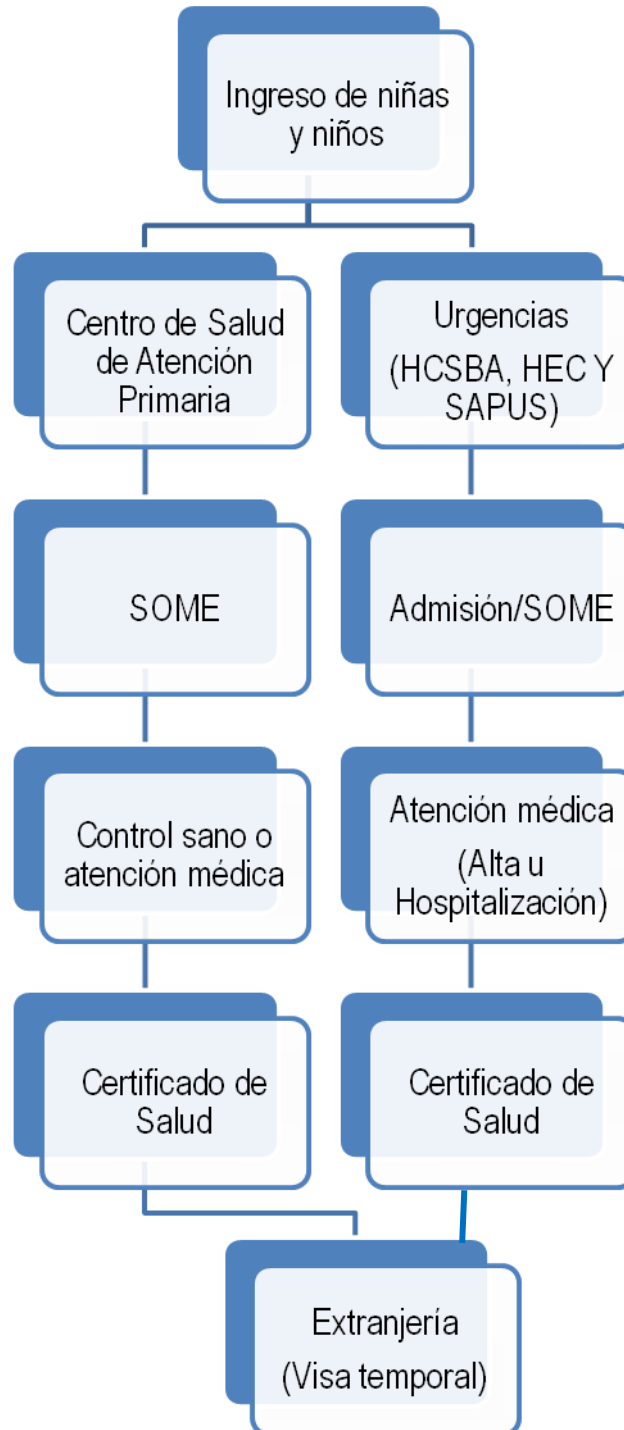 Ingreso de niñas
y niños
Centro de Salud
de Atención
Primaria
Urgencias
(HCSBA, HEC Y
SAPUS)
SOME
Admisión/SOME
Control sano o
atención médica
Atención médica
(Alta u
Hospitalización)
Certificado de
Salud
Certificado de
Salud
Extranjería
(Visa temporal)